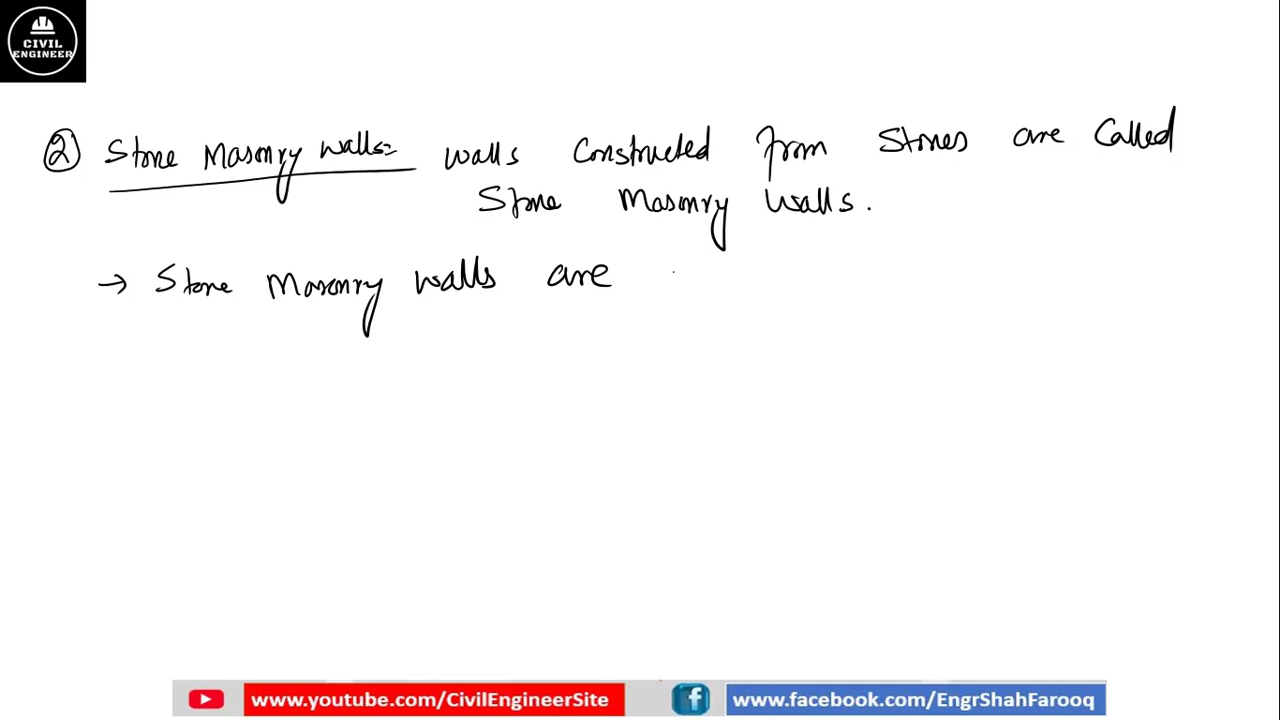 CIVIL
ENGINEER
② Stone Masonry walls= walls constructed from stones are called
Stone Masonry walls.
→ Stone Masonry walls are
www.youtube.com/CivilEngineerSite
www.facebook.com/EngrShahFarooq